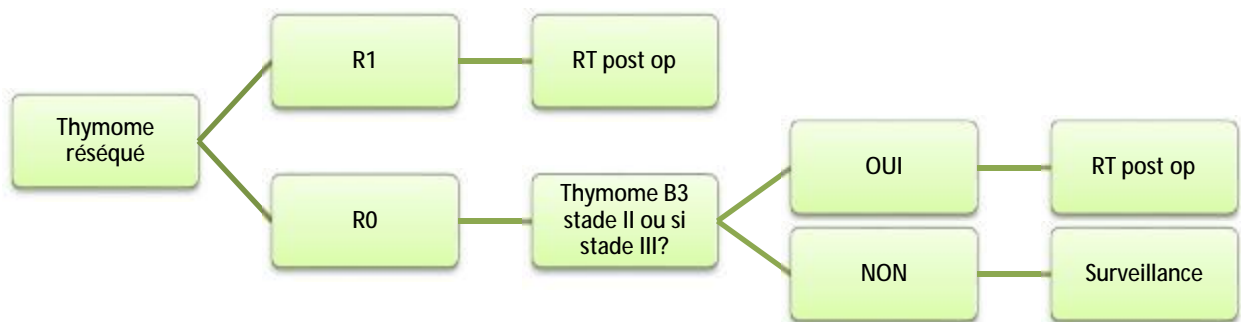 Thymome
réséqué
R1
RT post op
R0
Thymome B3
stade II ou si
stade III?
OUI
RT post op
NON
Surveillance